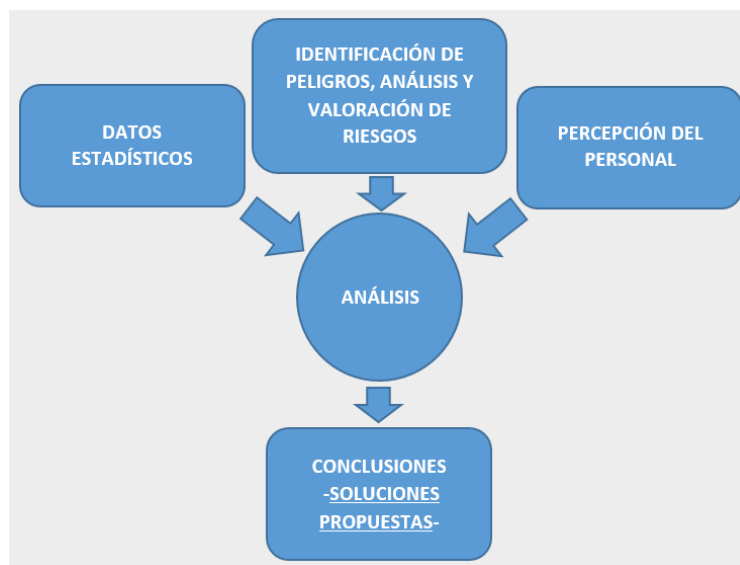 DATOS
ESTADÍSTICOS
IDENTIFICACIÓN DE
PELIGROS, ANÁLISIS Y
VALORACIÓN DE
RIESGOS
PERCEPCIÓN DEL
PERSONAL
ANÁLISIS
CONCLUSIONES
-SOLUCIONES
PROPUESTAS-